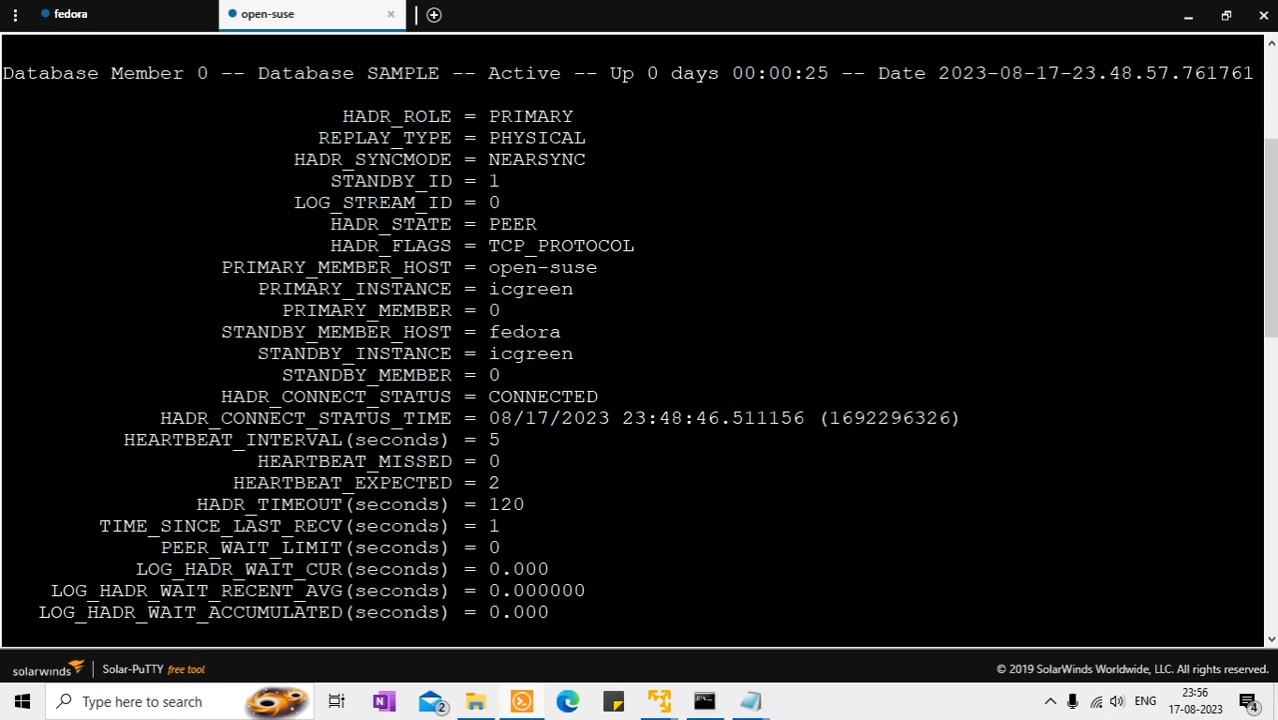 fedora
open-suse
Database Member 0 -- Database SAMPLE -- Active -- Up 0 days 00:00:25 -- Date 2023-08-17-23.48.57.761761
HADR_ROLE = PRIMARY
REPLAY_TYPE = PHYSICAL
HADR_SYNCMODE = NEARSYNC
STANDBY_ID = 1
LOG_STREAM_ID = 0
HADR_STATE = PEER
HADR_FLAGS = TCP_PROTOCOL
PRIMARY_MEMBER_HOST = open-suse
PRIMARY_INSTANCE = icgreen
PRIMARY_MEMBER = 0
STANDBY_MEMBER_HOST = fedora
STANDBY_INSTANCE = icgreen
STANDBY_MEMBER = 0
HADR_CONNECT_STATUS = CONNECTED
HADR_CONNECT_STATUS_TIME = 08/17/2023 23:48:46.511156 (1692296326)
HEARTBEAT_INTERVAL(seconds) = 5
HEARTBEAT_MISSED = 0
HEARTBEAT_EXPECTED = 2
HADR_TIMEOUT(seconds) = 120
TIME_SINCE_LAST_RECV(seconds) = 1
PEER_WAIT_LIMIT(seconds) = 0
LOG_HADR_WAIT_CUR(seconds) = 0.000
LOG_HADR_WAIT_RECENT_AVG(seconds) = 0.000000
LOG_HADR_WAIT_ACCUMULATED(seconds) = 0.000
solarwinds Solar-PuTTY free tool © 2019 SolarWinds Worldwide, LLC. All rights reserved.
Type here to search 2 ENG 23:56 4
17-08-2023